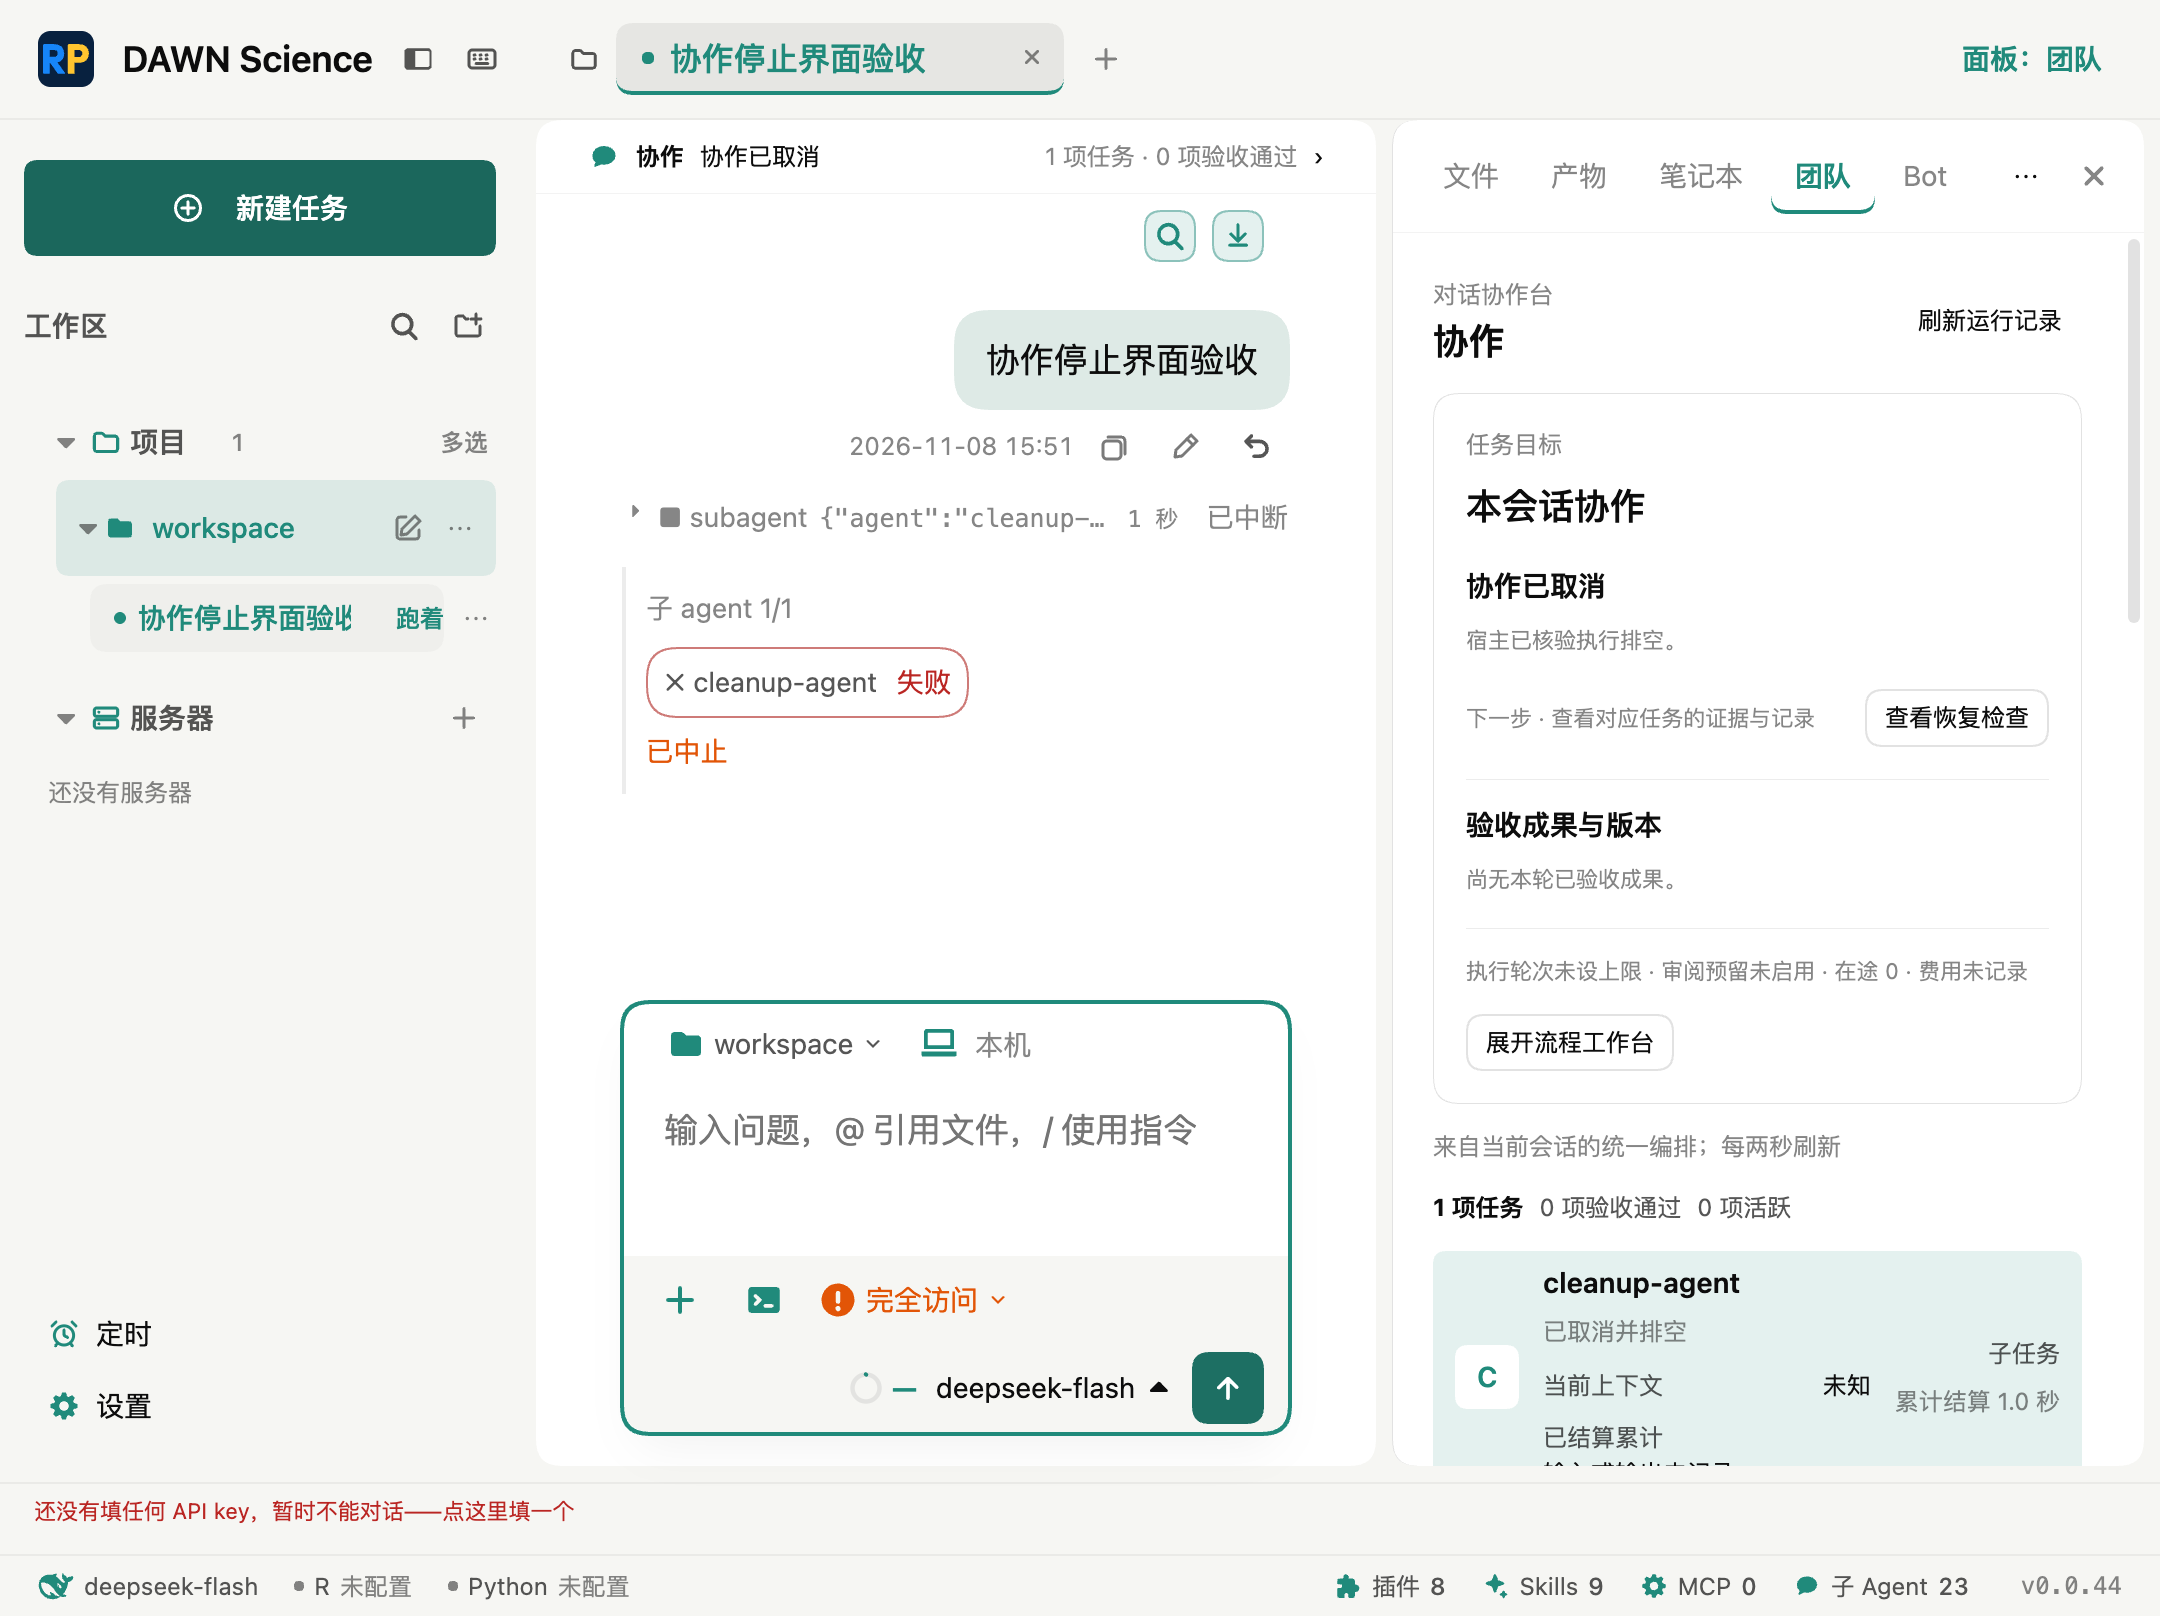 RP DAWN Science
协作停止界面验收
面板：团队
新建任务
工作区
项目 1 多选
workspace
协作停止界面验收 跑着
服务器
还没有服务器
定时
设置
协作 协作已取消 1 项任务 · 0 项验收通过 ›
协作停止界面验收
2026-11-08 15:51
subagent {"agent":"cleanup-… 1 秒 已中断
子 agent 1/1
cleanup-agent 失败
已中止
workspace 本机
输入问题，@ 引用文件，/ 使用指令
完全访问
deepseek-flash
文件 产物 笔记本 团队 Bot
对话协作台
协作
刷新运行记录
任务目标
本会话协作
协作已取消
宿主已核验执行排空。
下一步 · 查看对应任务的证据与记录
查看恢复检查
验收成果与版本
尚无本轮已验收成果。
执行轮次未设上限 · 审阅预留未启用 · 在途 0 · 费用未记录
展开流程工作台
来自当前会话的统一编排；每两秒刷新
1 项任务 0 项验收通过 0 项活跃
C
cleanup-agent
已取消并排空
当前上下文 未知
已结算累计
子任务
累计结算 1.0 秒
还没有填任何 API key，暂时不能对话——点这里填一个
deepseek-flash R 未配置 Python 未配置
插件 8 Skills 9 MCP 0 子 Agent 23 v0.0.44